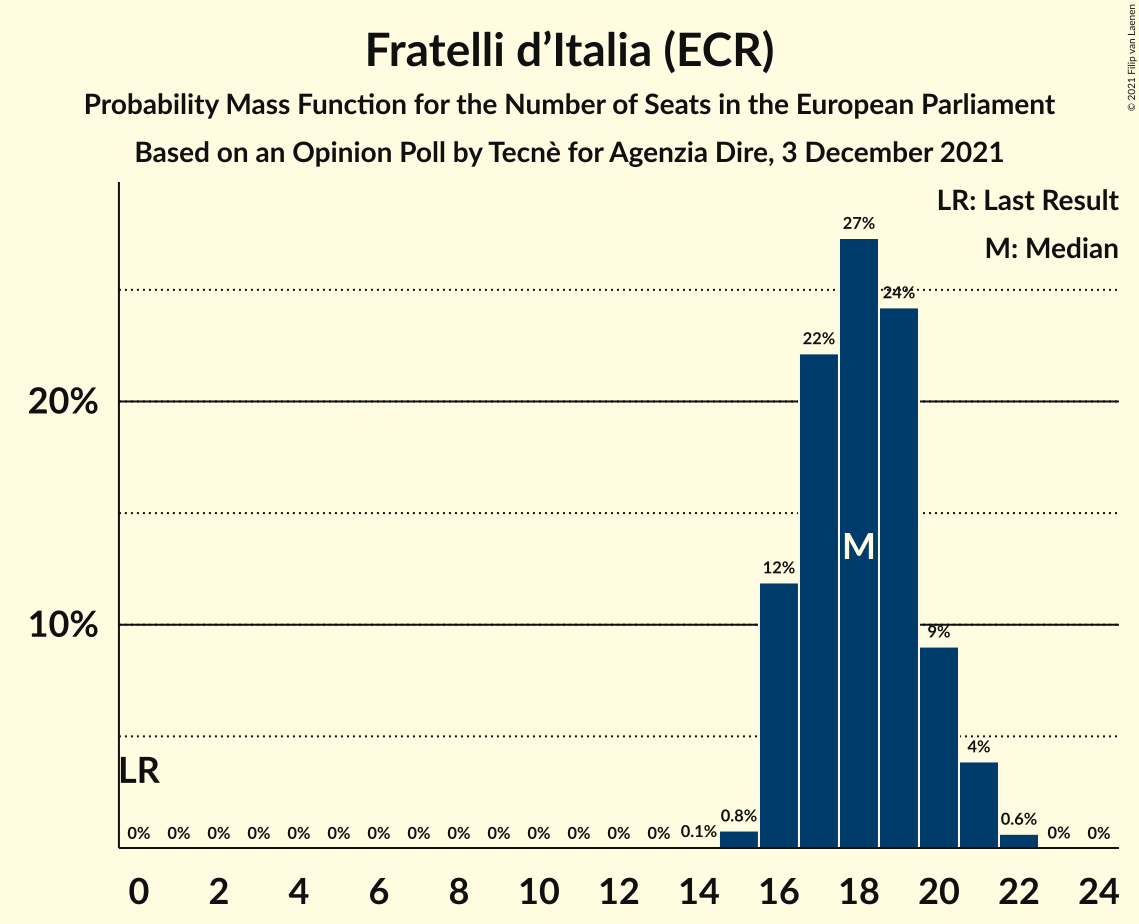 Fratelli d’Italia (ECR)
Probability Mass Function for the Number of Seats in the European Parliament
Based on an Opinion Poll by Tecnè for Agenzia Dire, 3 December 2021
© 2021 Filip van Laenen
LR: Last Result
M: Median
27%
24%
22%
20%
12%
M
10%
9%
4%
LR
0% 0% 0% 0% 0% 0% 0% 0% 0% 0% 0% 0% 0% 0% 0.1% 0.8% 0.6% 0% 0%
0 2 4 6 8 10 12 14 16 18 20 22 24